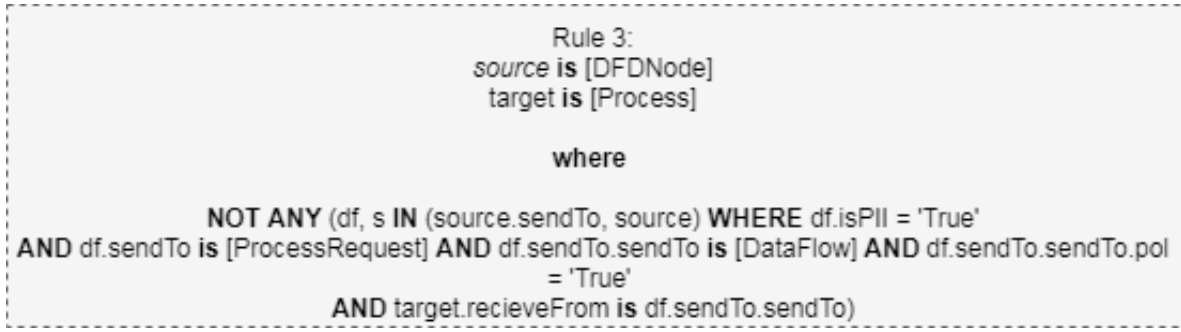 Rule 3:
source is [DFDNode]
target is [Process]
where
NOT ANY (df, s IN (source.sendTo, source) WHERE df.isPII = 'True'
AND df.sendTo is [ProcessRequest] AND df.sendTo.sendTo is [DataFlow] AND df.sendTo.sendTo.pol
= 'True'
AND target.recieveFrom is df.sendTo.sendTo)